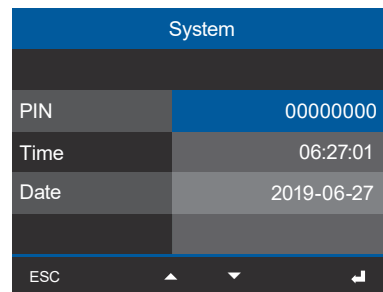 System
PIN 00000000
Time 06:27:01
Date 2019-06-27
ESC